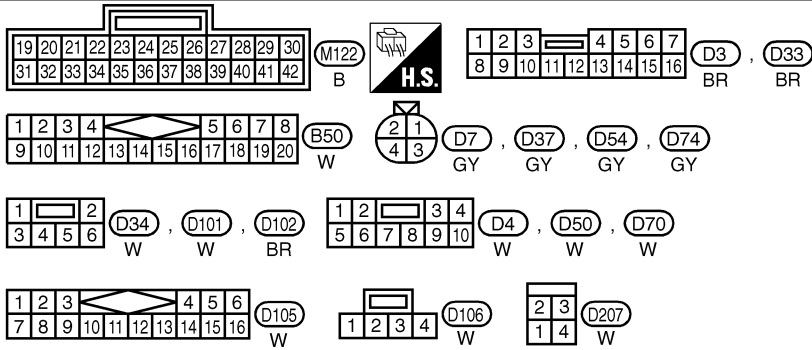 19 20 21 22 23 24 25 26 27 28 29 30
31 32 33 34 35 36 37 38 39 40 41 42
M122
B
H.S.
1 2 3 4 5 6 7
8 9 10 11 12 13 14 15 16
D3 , D33
BR BR
1 2 3 4 5 6 7 8
9 10 11 12 13 14 15 16 17 18 19 20
B50
W
2 1
4 3
D7 , D37 , D54 , D74
GY GY GY GY
1 2
3 4 5 6
D34 , D101 , D102
W W BR
1 2 3 4
5 6 7 8 9 10
D4 , D50 , D70
W W W
1 2 3 4 5 6
7 8 9 10 11 12 13 14 15 16
D105
W
1 2 3 4
D106
W
2 3
1 4
D207
W